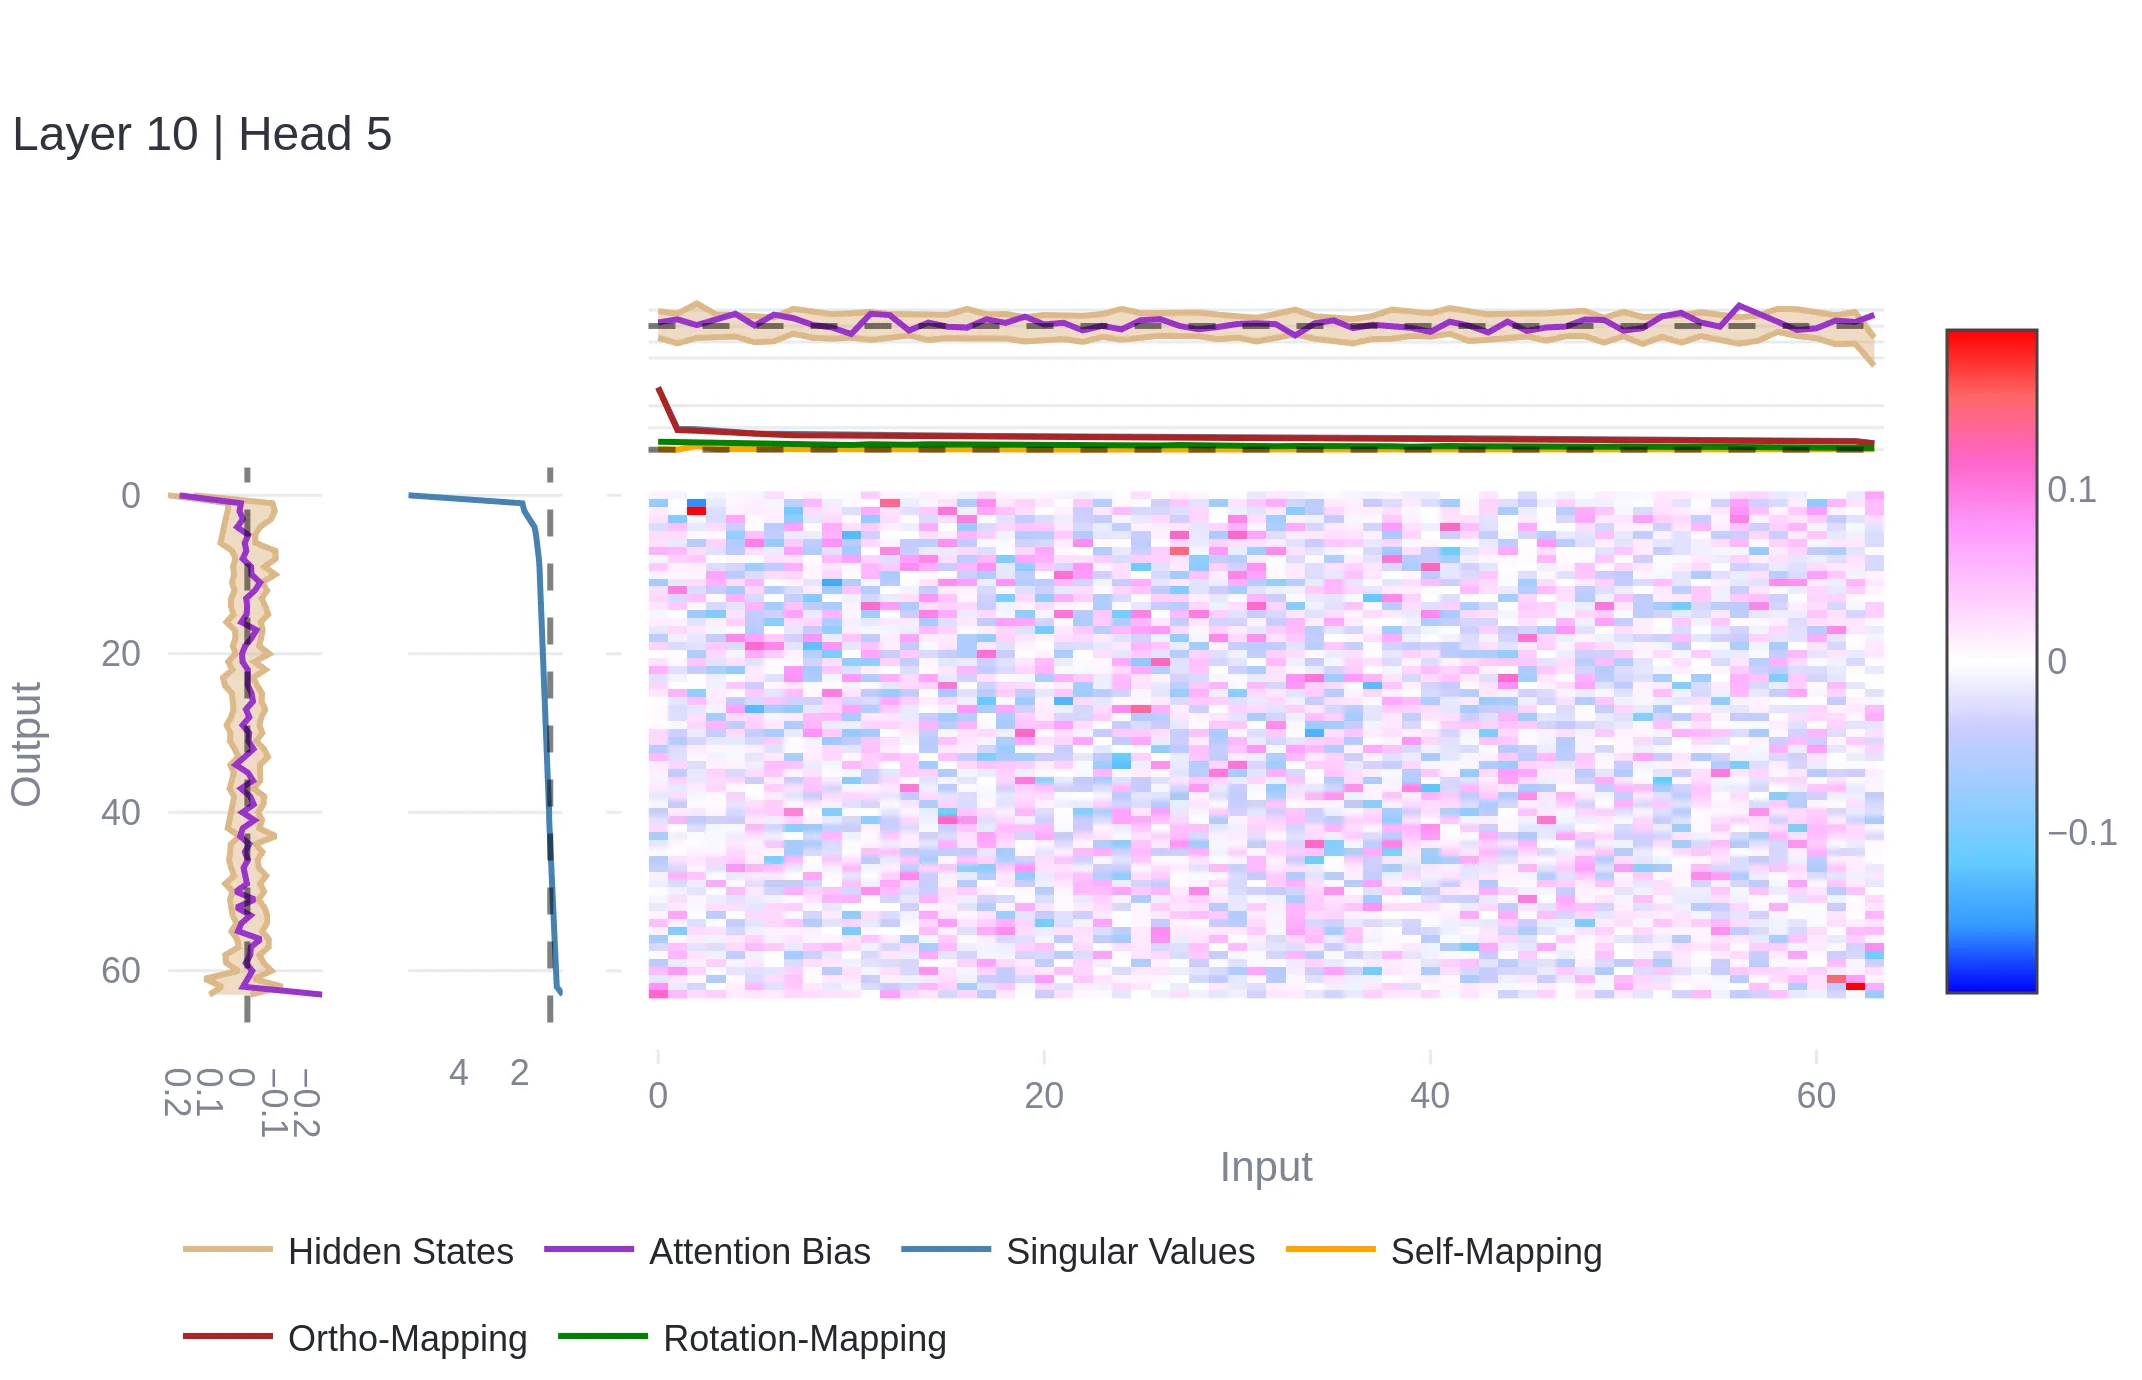 Layer 10 | Head 5
0
20
40
60
Output
0.2
0.1
0
−0.1
−0.2
4
2
0
20
40
60
Input
0.1
0
−0.1
Hidden States
Attention Bias
Singular Values
Self-Mapping
Ortho-Mapping
Rotation-Mapping